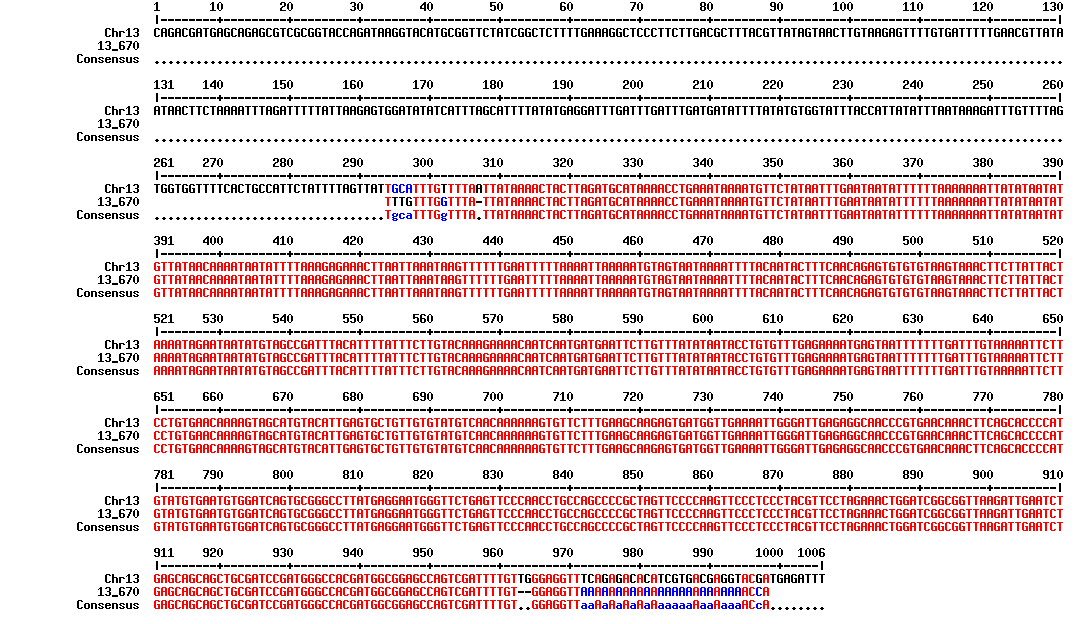 1 10 20 30 40 50 60 70 80 90 100 110 120 130
Chr13 CAGACGATGAGCAGAGCGTCGCGGTACCAGATAAGGTACATGCGGTTCTATCGGCTCTTTTGAAAGGCTCCCTTCTTGACGCTTTACGTTATAGTAACTTGTAAGAGTTTTGTGATTTTTGAACGTTATA
13_670
Consensus
131 140 150 160 170 180 190 200 210 220 230 240 250 260
Chr13 ATAACTTCTAAAATTTAGATTTTTATTAAGAGTGGATATATCATTTAGCATTTTATATGAGGATTTGATTTGATTTGATGATATTTTATATGTGGTATTTACCATTATATTTAATAAAGATTTGTTTTAG
13_670
Consensus
261 270 280 290 300 310 320 330 340 350 360 370 380 390
Chr13 TGGTGGTTTTCACTGCCATTCTATTTTAGTTATTGCATTTGTTTTAATTATAAAACTACTTAGATGCATAAAACCTGAAATAAAATGTTCTATAATTTGAATAATATTTTTTAAAAAAATTATATAATAT
13_670 TTTGTTTGGTTTA-TTATAAAACTACTTAGATGCATAAAACCTGAAATAAAATGTTCTATAATTTGAATAATATTTTTTAAAAAAATTATATAATAT
Consensus TgcaTTTGgTTTA.TTATAAAACTACTTAGATGCATAAAACCTGAAATAAAATGTTCTATAATTTGAATAATATTTTTTAAAAAAATTATATAATAT
391 400 410 420 430 440 450 460 470 480 490 500 510 520
Chr13 GTTATAACAAAATAATATTTTAAAGAGAAACTTAATTAAATAAGTTTTTTGAATTTTTAAAATTAAAAATGTAGTAATAAAATTTTACAATACTTTCAACAGAGTGTGTGTAAGTAAACTTCTTATTACT
13_670 GTTATAACAAAATAATATTTTAAAGAGAAACTTAATTAAATAAGTTTTTTGAATTTTTAAAATTAAAAATGTAGTAATAAAATTTTACAATACTTTCAACAGAGTGTGTGTAAGTAAACTTCTTATTACT
Consensus GTTATAACAAAATAATATTTTAAAGAGAAACTTAATTAAATAAGTTTTTTGAATTTTTAAAATTAAAAATGTAGTAATAAAATTTTACAATACTTTCAACAGAGTGTGTGTAAGTAAACTTCTTATTACT
521 530 540 550 560 570 580 590 600 610 620 630 640 650
Chr13 AAAATAGAATAATATGTAGCCGATTTACATTTTATTTCTTGTACAAAGAAAACAATCAATGATGAATTCTTGTTTATATAATACCTGTGTTTGAGAAAATGAGTAATTTTTTTGATTTGTAAAAATTCTT
13_670 AAAATAGAATAATATGTAGCCGATTTACATTTTATTTCTTGTACAAAGAAAACAATCAATGATGAATTCTTGTTTATATAATACCTGTGTTTGAGAAAATGAGTAATTTTTTTGATTTGTAAAAATTCTT
Consensus AAAATAGAATAATATGTAGCCGATTTACATTTTATTTCTTGTACAAAGAAAACAATCAATGATGAATTCTTGTTTATATAATACCTGTGTTTGAGAAAATGAGTAATTTTTTTGATTTGTAAAAATTCTT
651 660 670 680 690 700 710 720 730 740 750 760 770 780
Chr13 CCTGTGAACAAAAGTAGCATGTACATTGAGTGCTGTTGTGTATGTCAACAAAAAAGTGTTCTTTGAAGCAAGAGTGATGGTTGAAAATTGGGATTGAGAGGCAACCCGTGAACAAACTTCAGCACCCCAT
13_670 CCTGTGAACAAAAGTAGCATGTACATTGAGTGCTGTTGTGTATGTCAACAAAAAAGTGTTCTTTGAAGCAAGAGTGATGGTTGAAAATTGGGATTGAGAGGCAACCCGTGAACAAACTTCAGCACCCCAT
Consensus CCTGTGAACAAAAGTAGCATGTACATTGAGTGCTGTTGTGTATGTCAACAAAAAAGTGTTCTTTGAAGCAAGAGTGATGGTTGAAAATTGGGATTGAGAGGCAACCCGTGAACAAACTTCAGCACCCCAT
781 790 800 810 820 830 840 850 860 870 880 890 900 910
Chr13 GTATGTGAATGTGGATCAGTGCGGGCCTTATGAGGAATGGGTTCTGAGTTCCCAACCTGCCAGCCCCGCTAGTTCCCCAAGTTCCCTCCCTACGTTCCTAGAAACTGGATCGGCGGTTAAGATTGAATCT
13_670 GTATGTGAATGTGGATCAGTGCGGGCCTTATGAGGAATGGGTTCTGAGTTCCCAACCTGCCAGCCCCGCTAGTTCCCCAAGTTCCCTCCCTACGTTCCTAGAAACTGGATCGGCGGTTAAGATTGAATCT
Consensus GTATGTGAATGTGGATCAGTGCGGGCCTTATGAGGAATGGGTTCTGAGTTCCCAACCTGCCAGCCCCGCTAGTTCCCCAAGTTCCCTCCCTACGTTCCTAGAAACTGGATCGGCGGTTAAGATTGAATCT
911 920 930 940 950 960 970 980 990 1000 1006
Chr13 GAGCAGCAGCTGCGATCCGATGGGCCACGATGGCGGAGCCAGTCGATTTTGTTGGGAGGTTTCAGAGACACATCGTGACGAGGTACGATGAGATTT
13_670 GAGCAGCAGCTGCGATCCGATGGGCCACGATGGCGGAGCCAGTCGATTTTGT--GGAGGTTAAAAAAAAAAAAAAAAAAAAAAAACCA
Consensus GAGCAGCAGCTGCGATCCGATGGGCCACGATGGCGGAGCCAGTCGATTTTGT..GGAGGTTaaAaAaAaAaAaaaaaAaaAaaaACcA........